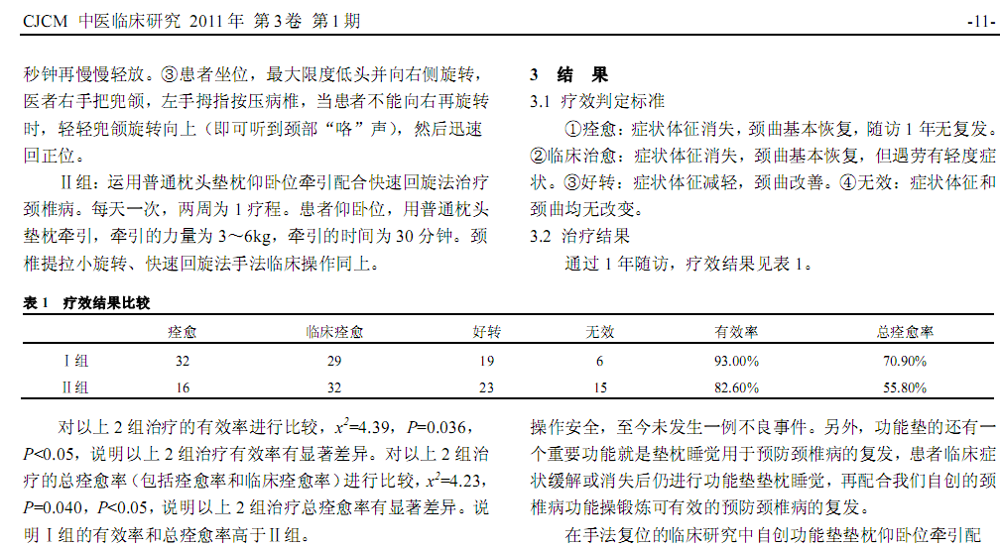 CJCM 中医临床研究 2011年 第3卷 第1期 -11-
秒钟再慢慢轻放。③患者坐位，最大限度低头并向右侧旋转，
医者右手把兜颌，左手拇指按压病椎，当患者不能向右再旋转
时，轻轻兜颌旋转向上（即可听到颈部“咯”声），然后迅速
回正位。
Ⅱ组：运用普通枕头垫枕仰卧位牵引配合快速回旋法治疗
颈椎病。每天一次，两周为1疗程。患者仰卧位，用普通枕头
垫枕牵引，牵引的力量为3～6kg，牵引的时间为30分钟。颈
椎提拉小旋转、快速回旋法手法临床操作同上。
3 结 果
3.1 疗效判定标准
①痊愈：症状体征消失，颈曲基本恢复，随访1年无复发。
②临床治愈：症状体征消失，颈曲基本恢复，但遇劳有轻度症
状。③好转：症状体征减轻，颈曲改善。④无效：症状体征和
颈曲均无改变。
3.2 治疗结果
通过1年随访，疗效结果见表1。
表1 疗效结果比较
痊愈 临床痊愈 好转 无效 有效率 总痊愈率
Ⅰ组 32 29 19 6 93.00% 70.90%
Ⅱ组 16 32 23 15 82.60% 55.80%
对以上2组治疗的有效率进行比较，x²=4.39，P=0.036，
P<0.05，说明以上2组治疗有效率有显著差异。对以上2组治
疗的总痊愈率（包括痊愈率和临床痊愈率）进行比较，x²=4.23，
P=0.040，P<0.05，说明以上2组治疗总痊愈率有显著差异。说
明Ⅰ组的有效率和总痊愈率高于Ⅱ组。
操作安全，至今未发生一例不良事件。另外，功能垫的还有一
个重要功能就是垫枕睡觉用于预防颈椎病的复发，患者临床症
状缓解或消失后仍进行功能垫垫枕睡觉，再配合我们自创的颈
椎病功能操锻炼可有效的预防颈椎病的复发。
在手法复位的临床研究中自创功能垫垫枕仰卧位牵引配